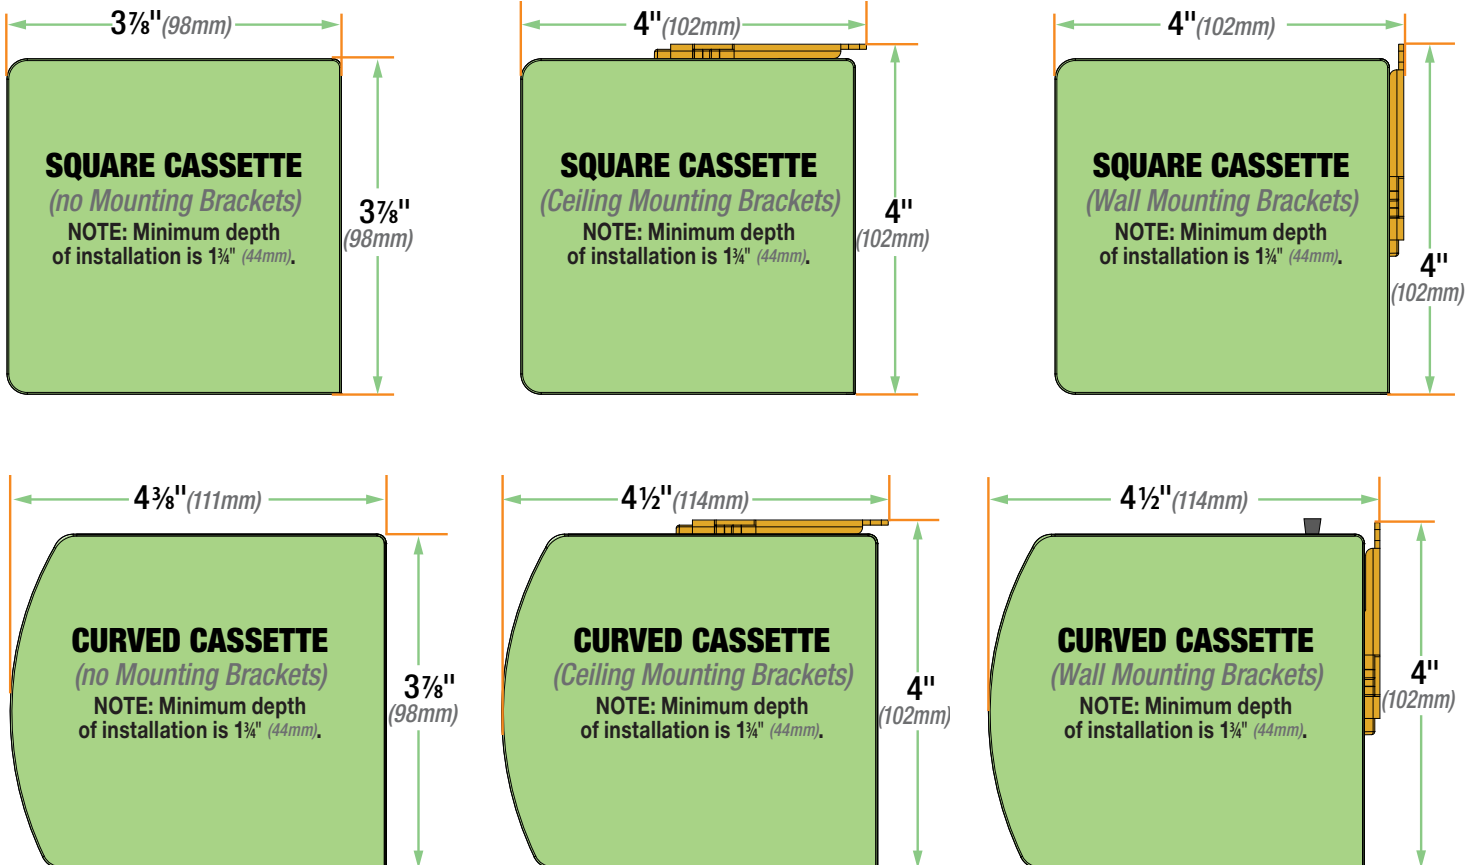 3⅞" (98mm)
SQUARE CASSETTE
(no Mounting Brackets)
NOTE: Minimum depth
of installation is 1¾" (44mm).
3⅞"
(98mm)
4" (102mm)
SQUARE CASSETTE
(Ceiling Mounting Brackets)
NOTE: Minimum depth
of installation is 1¾" (44mm).
4"
(102mm)
4" (102mm)
SQUARE CASSETTE
(Wall Mounting Brackets)
NOTE: Minimum depth
of installation is 1¾" (44mm).
4"
(102mm)
4⅜" (111mm)
CURVED CASSETTE
(no Mounting Brackets)
NOTE: Minimum depth
of installation is 1¾" (44mm).
3⅞"
(98mm)
4½" (114mm)
CURVED CASSETTE
(Ceiling Mounting Brackets)
NOTE: Minimum depth
of installation is 1¾" (44mm).
4"
(102mm)
4½" (114mm)
CURVED CASSETTE
(Wall Mounting Brackets)
NOTE: Minimum depth
of installation is 1¾" (44mm).
4"
(102mm)